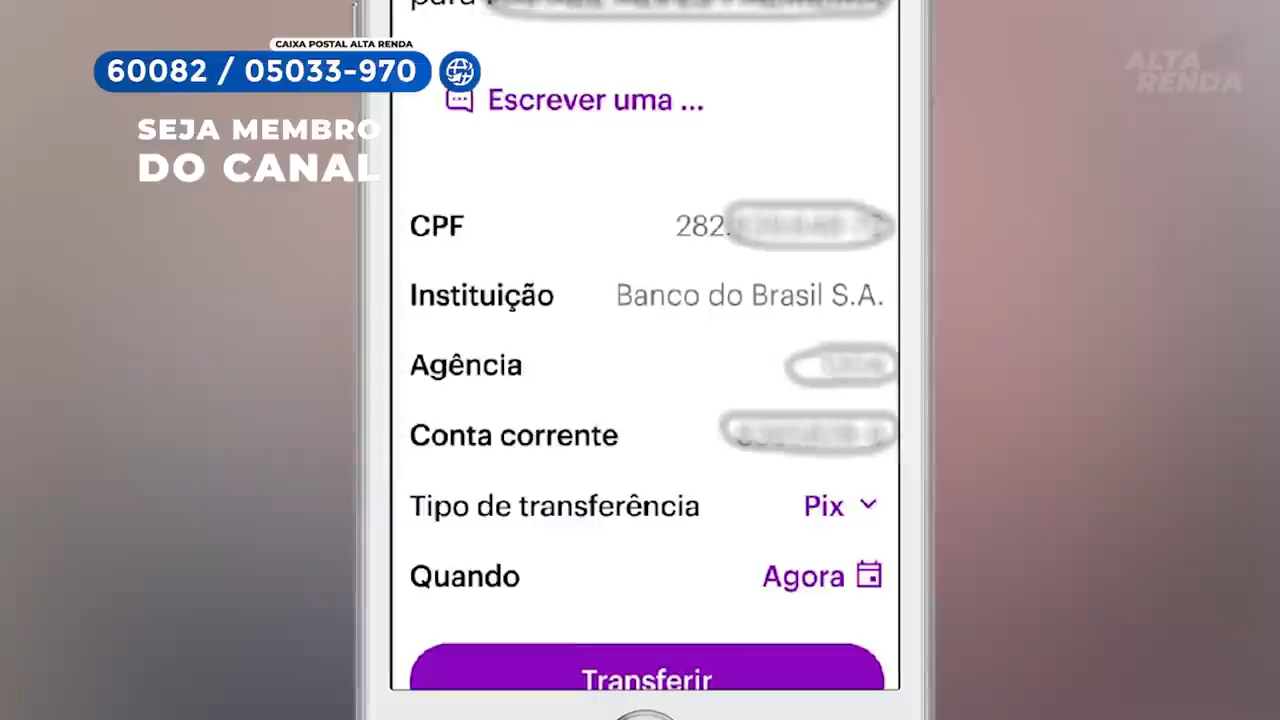 para
CAIXA POSTAL ALTA RENDA
60082 / 05033-970
ALTA
RENDA
Escrever uma ...
SEJA MEMBRO
DO CANAL
CPF 282.
Instituição Banco do Brasil S.A.
Agência
Conta corrente
Tipo de transferência Pix
Quando Agora
Transferir